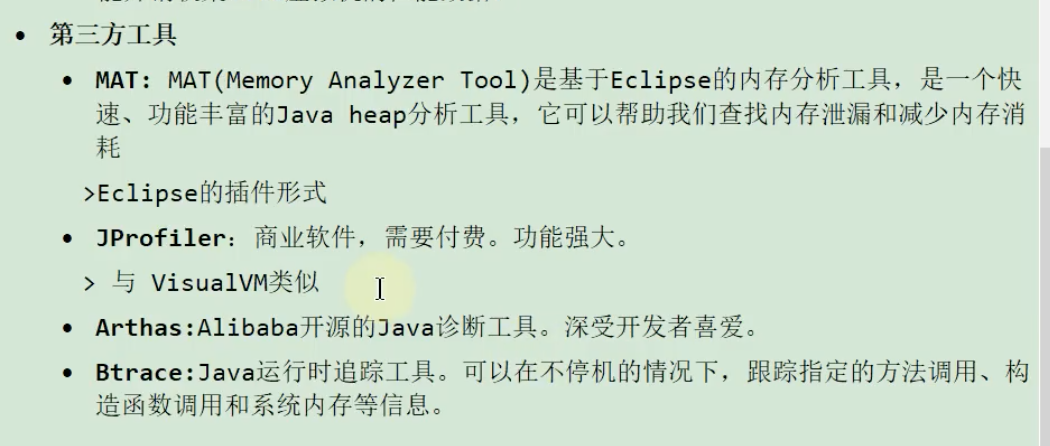 • 第三方工具
• MAT: MAT(Memory Analyzer Tool)是基于Eclipse的内存分析工具，是一个快
速、功能丰富的Java heap分析工具，它可以帮助我们查找内存泄漏和减少内存消
耗
>Eclipse的插件形式
• JProfiler：商业软件，需要付费。功能强大。
> 与 VisualVM类似
• Arthas:Alibaba开源的Java诊断工具。深受开发者喜爱。
• Btrace:Java运行时追踪工具。可以在不停机的情况下，跟踪指定的方法调用、构
造函数调用和系统内存等信息。